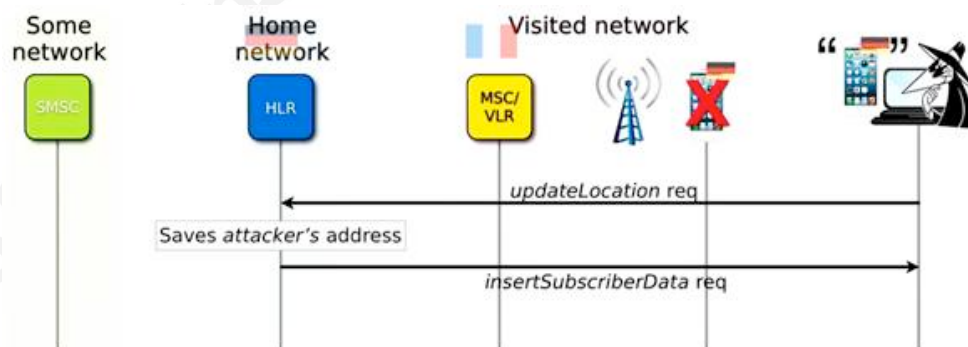 Some
network
Home
network
Visited network
“ ”
SMSC
HLR
MSC/
VLR
updateLocation req
Saves attacker's address
insertSubscriberData req